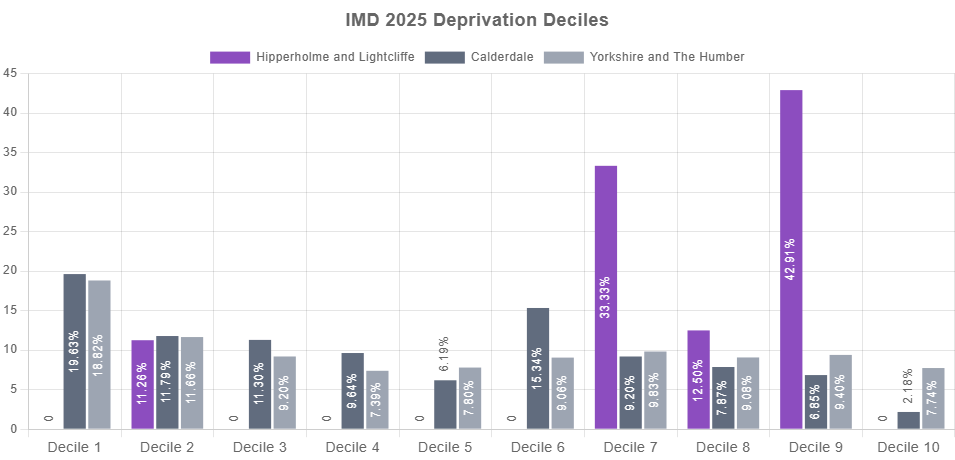 IMD 2025 Deprivation Deciles
Hipperholme and Lightcliffe Calderdale Yorkshire and The Humber
45
40
35
30
25
20
15
10
5
0
0 19.63% 18.82%
11.26% 11.79% 11.66%
0 11.30% 9.20%
0 9.64% 7.39%
0 6.19% 7.80%
0 15.34% 9.06%
33.33% 9.20% 9.83%
12.50% 7.87% 9.08%
42.91% 6.85% 9.40%
0 2.18% 7.74%
Decile 1 Decile 2 Decile 3 Decile 4 Decile 5 Decile 6 Decile 7 Decile 8 Decile 9 Decile 10